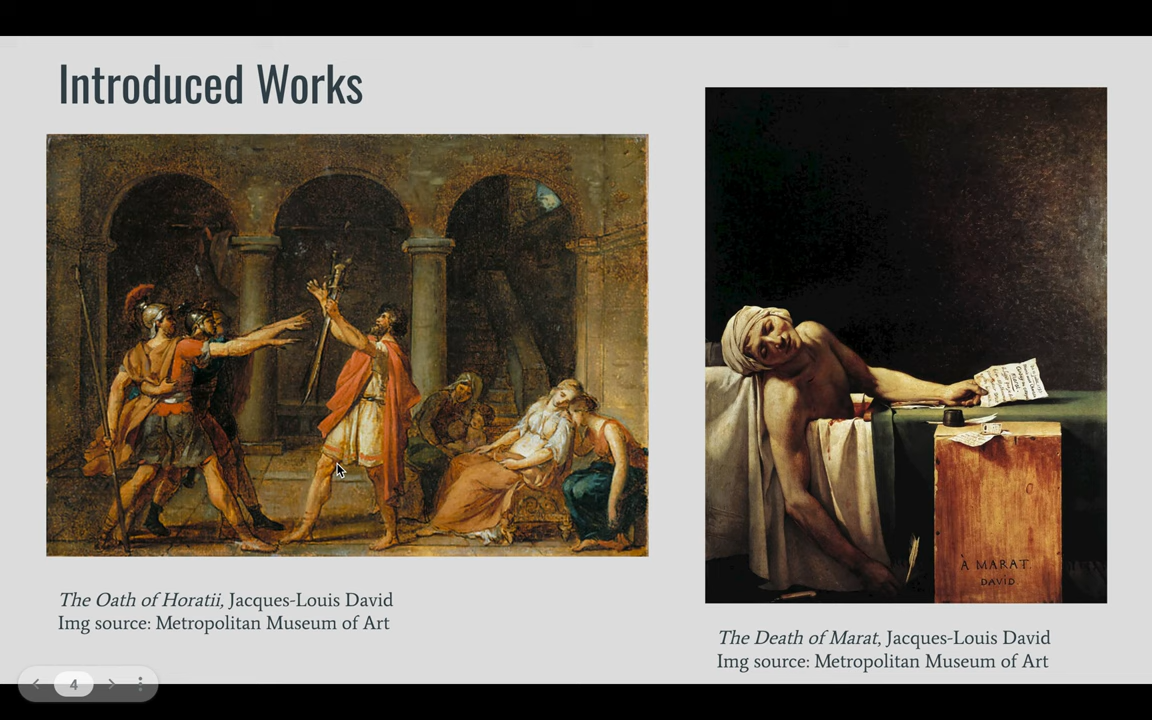 Introduced Works
The Oath of Horatii, Jacques-Louis David
Img source: Metropolitan Museum of Art
À MARAT
DAVID
The Death of Marat, Jacques-Louis David
Img source: Metropolitan Museum of Art
4